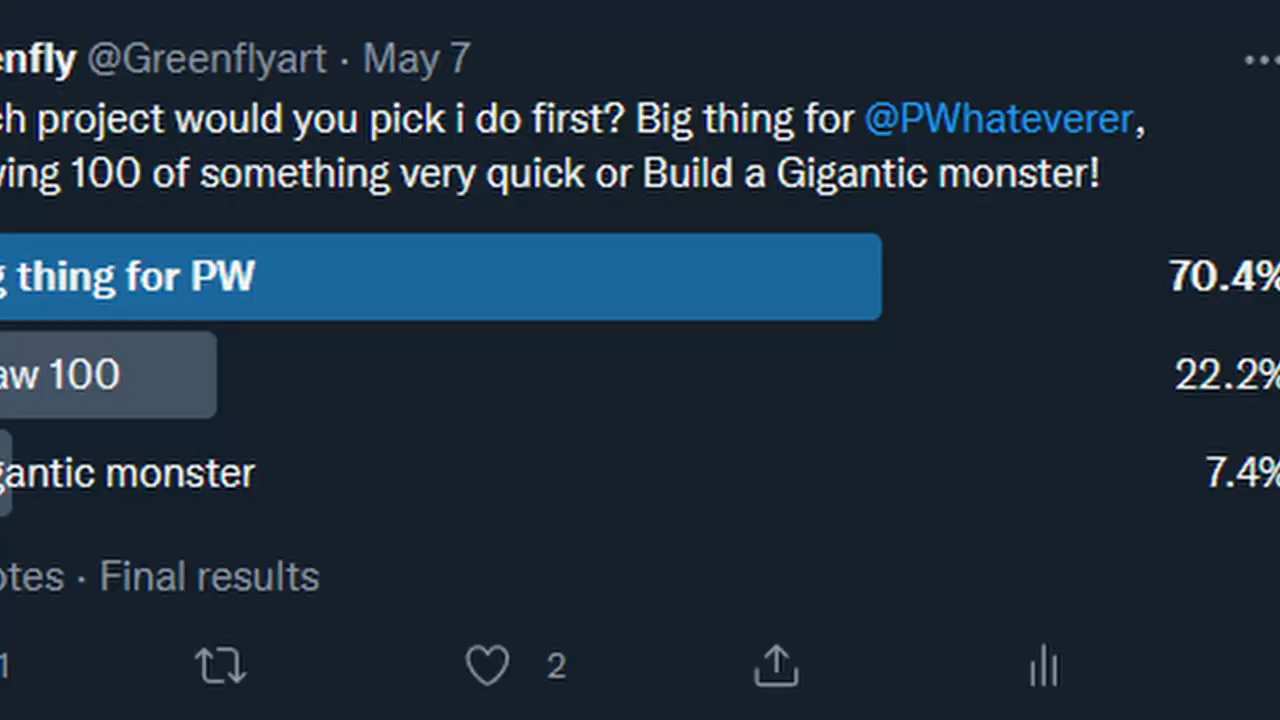 enfly @Greenflyart · May 7
ch project would you pick i do first? Big thing for @PWhateverer,
ving 100 of something very quick or Build a Gigantic monster!
g thing for PW 70.4%
aw 100 22.2%
gantic monster 7.4%
otes · Final results
1 2